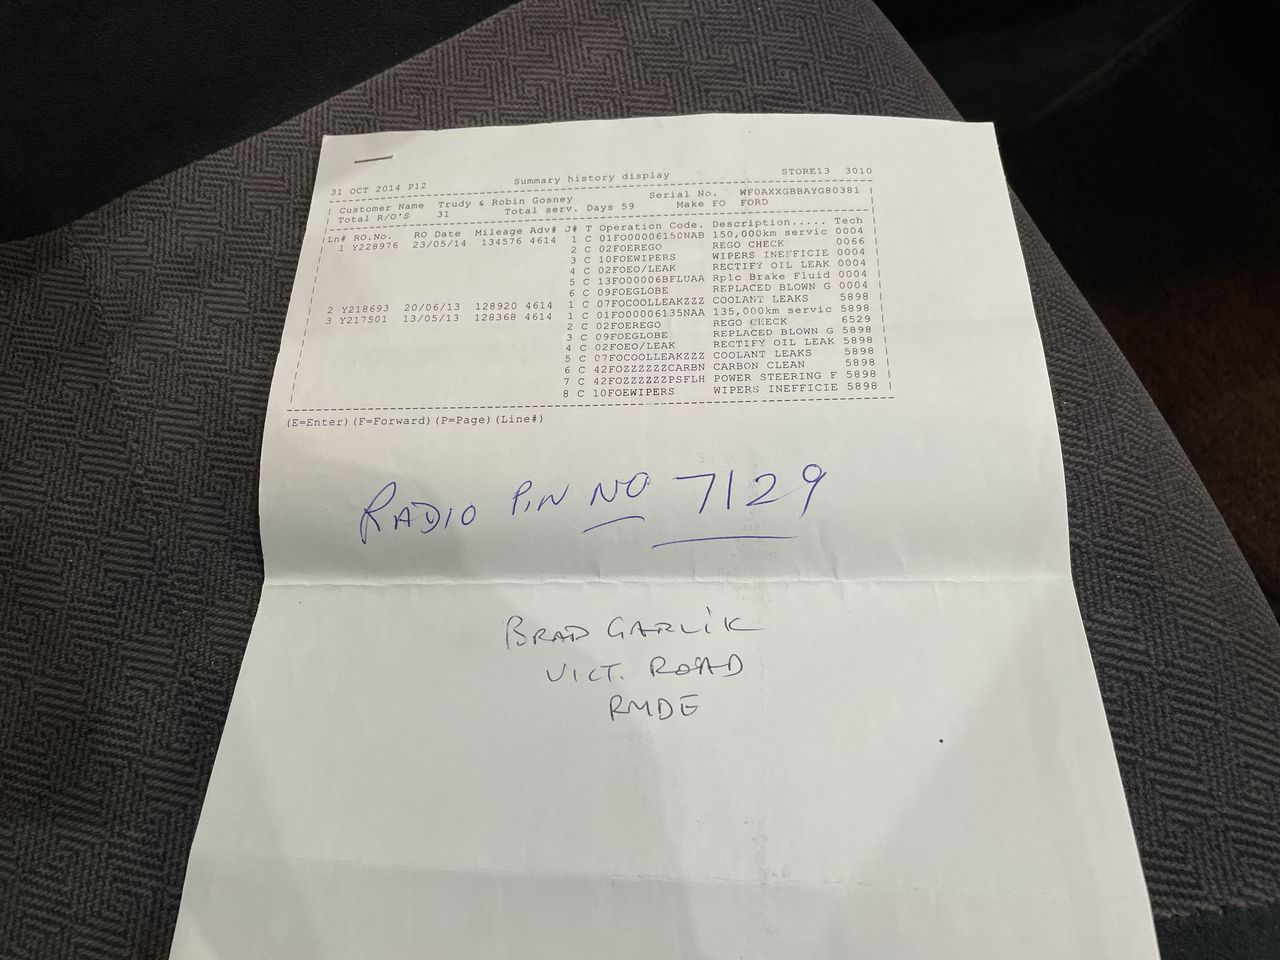 31 OCT 2014 P12 Summary history display STORE13 3010
Customer Name Trudy & Robin Gosney Serial No. WF0AXXGBBAYG80381
Total R/O'S 31 Total serv. Days 59 Make FO FORD
Ln# RO.No. RO Date Mileage Adv# J# T Operation Code. Description..... Tech
1 Y228976 23/05/14 134576 4614 1 C 01FO00006150NAB 150,000km servic 0004
2 C 02FOEREGO REGO CHECK 0066
3 C 10FOEWIPERS WIPERS INEFFICIE 0004
4 C 02FOEO/LEAK RECTIFY OIL LEAK 0004
5 C 13FO00006BFLUAA Rplc Brake Fluid 0004
6 C 09FOEGLOBE REPLACED BLOWN G 0004
2 Y218693 20/06/13 128920 4614 1 C 07FOCOOLLEAKZZZ COOLANT LEAKS 5898
3 Y217501 13/05/13 128368 4614 1 C 01FO00006135NAA 135,000km servic 5898
2 C 02FOEREGO REGO CHECK 6529
3 C 09FOEGLOBE REPLACED BLOWN G 5898
4 C 02FOEO/LEAK RECTIFY OIL LEAK 5898
5 C 07FOCOOLLEAKZZZ COOLANT LEAKS 5898
6 C 42FOZZZZZZCARBN CARBON CLEAN 5898
7 C 42FOZZZZZZPSFLH POWER STEERING F 5898
8 C 10FOEWIPERS WIPERS INEFFICIE 5898
(E=Enter)(F=Forward)(P=Page)(Line#)
RADIO PIN NO 7129
BRAD GARLIK
VICT. ROAD
RMDE